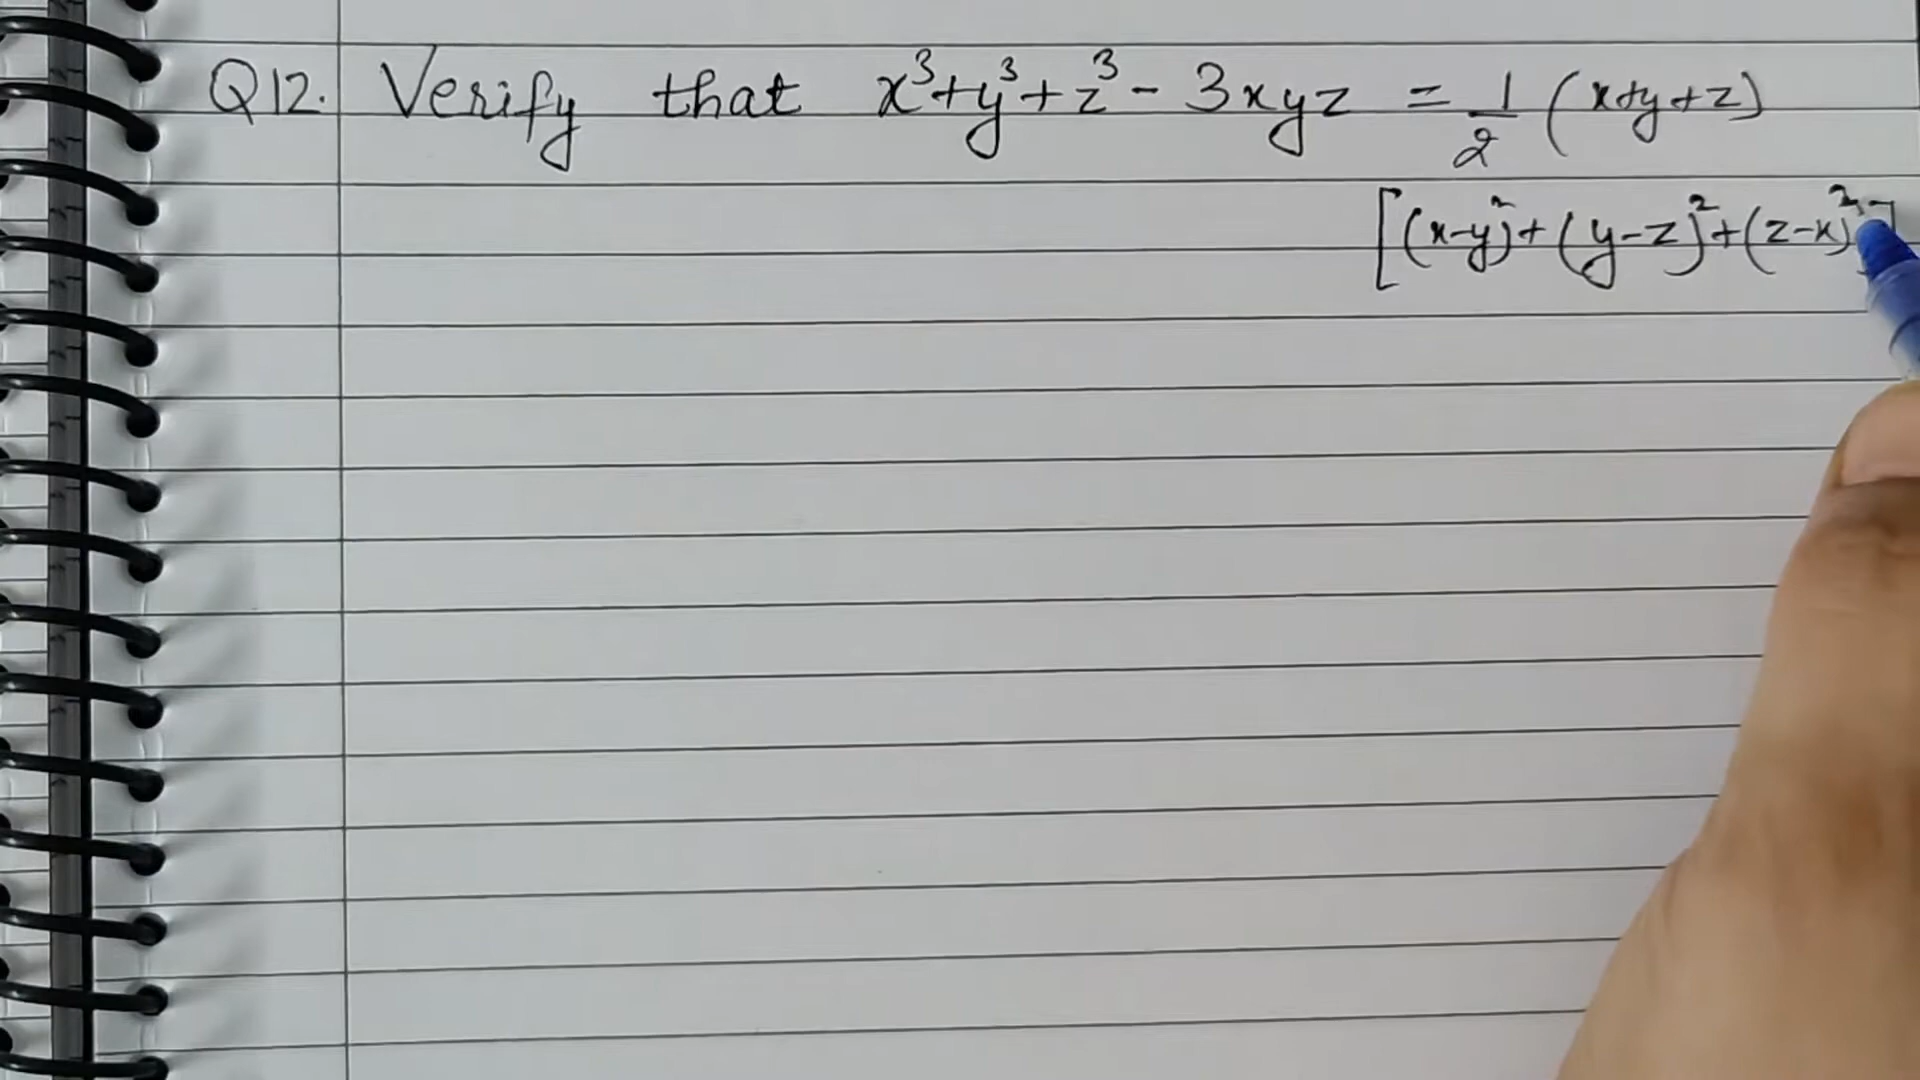 Q12. Verify that x³+y³+z³ - 3xyz = 1/2 (x+y+z)
[(x-y)²+(y-z)²+(z-x)²]